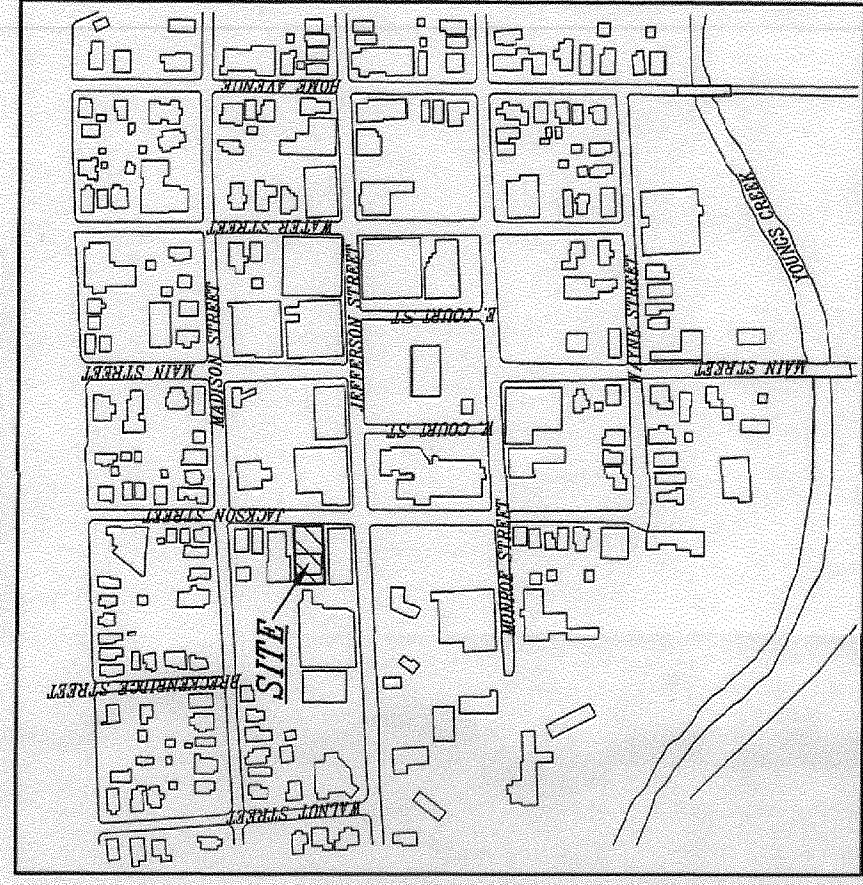 HOME AVENUE
YOUNGS CREEK
WATER STREET
JEFFERSON STREET
WAYNE STREET
MADISON STREET
E. COURT ST.
MAIN STREET
MAIN STREET
W. COURT ST.
JACKSON STREET
MONROE STREET
SITE
BRECKENRIDGE STREET
WALNUT STREET